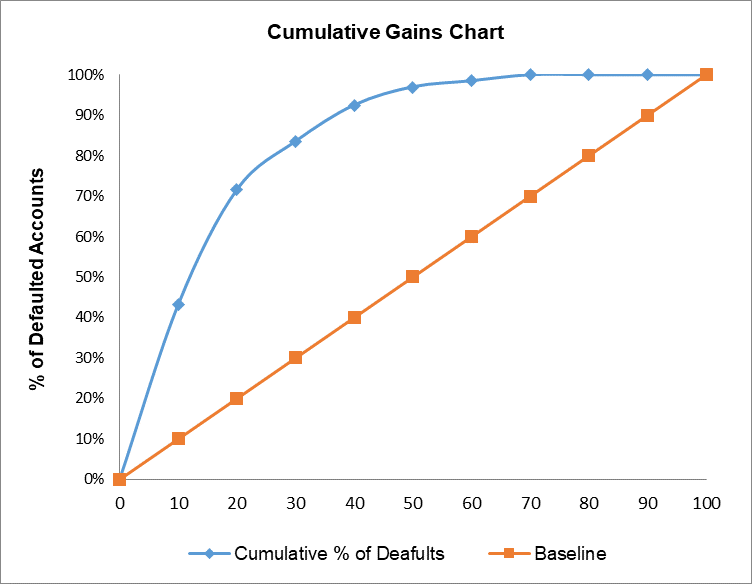 Cumulative Gains Chart
% of Defaulted Accounts
100%
90%
80%
70%
60%
50%
40%
30%
20%
10%
0%
0 10 20 30 40 50 60 70 80 90 100
Cumulative % of Deafults Baseline